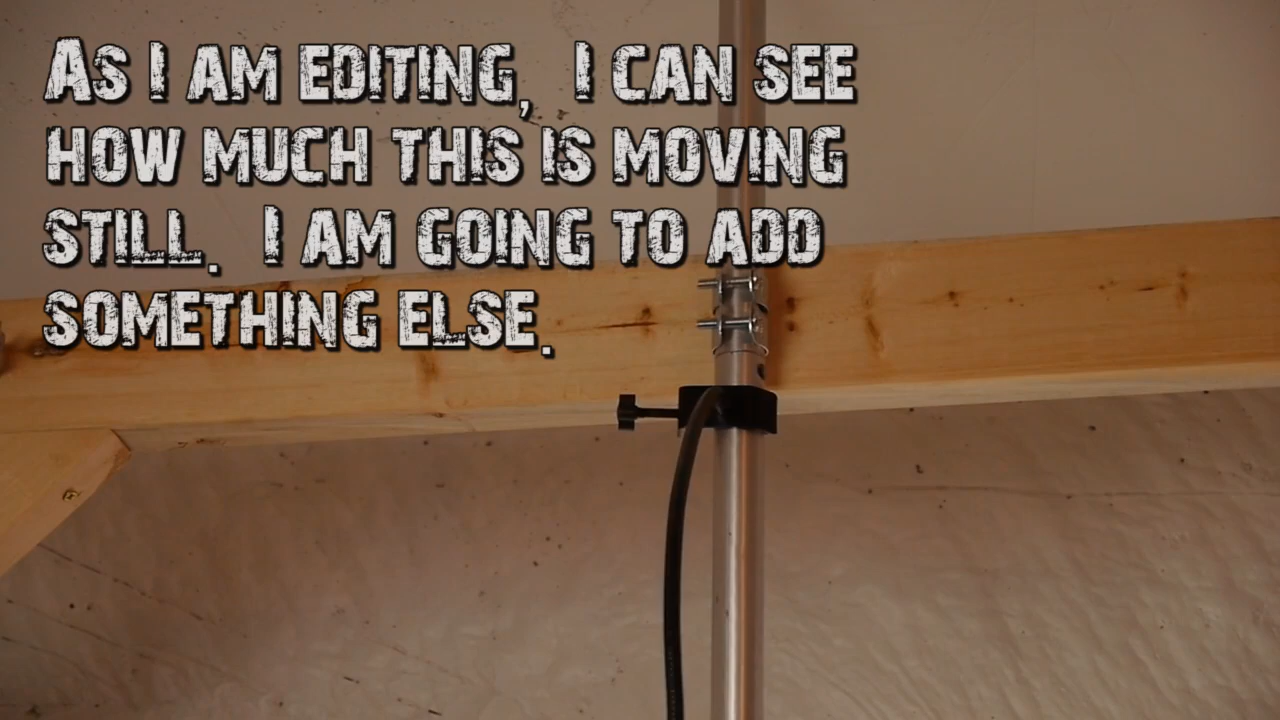 As I am editing, I can see
how much this is moving
still. I am going to add
something else.